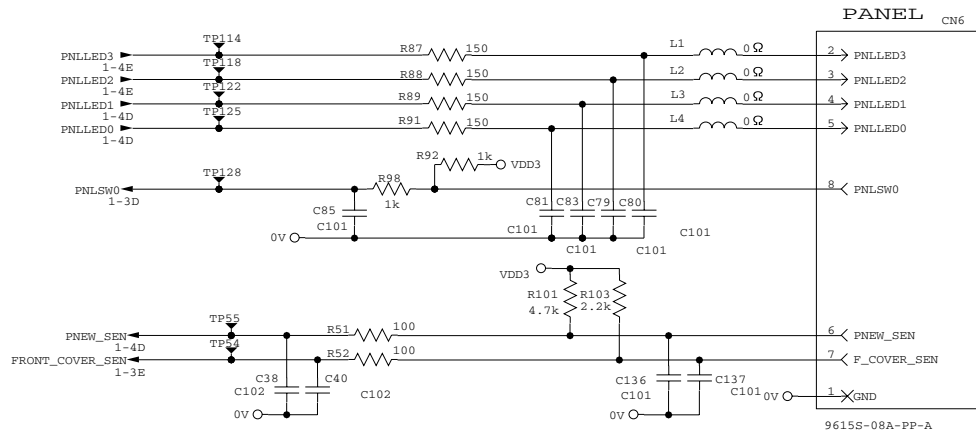 PANEL CN6
TP114
PNLLED3 R87 150 L1 0Ω 2 PNLLED3
1-4E TP118
PNLLED2 R88 150 L2 0Ω 3 PNLLED2
1-4E TP122
PNLLED1 R89 150 L3 0Ω 4 PNLLED1
1-4D TP125
PNLLED0 R91 150 L4 0Ω 5 PNLLED0
1-4D
R92 1k VDD3
TP128
PNLSW0 R98 8 PNLSW0
1-3D 1k
C85 C81 C83 C79 C80
C101 C101 C101 C101 C101
0V
VDD3
R101 R103
4.7k 2.2k
TP55
PNEW_SEN R51 100 6 PNEW_SEN
1-4D TP54
FRONT_COVER_SEN R52 100 7 F_COVER_SEN
1-3E
C38 C40 C136 C137
C102 C102 C101 C101 0V 1 GND
0V 0V
9615S-08A-PP-A